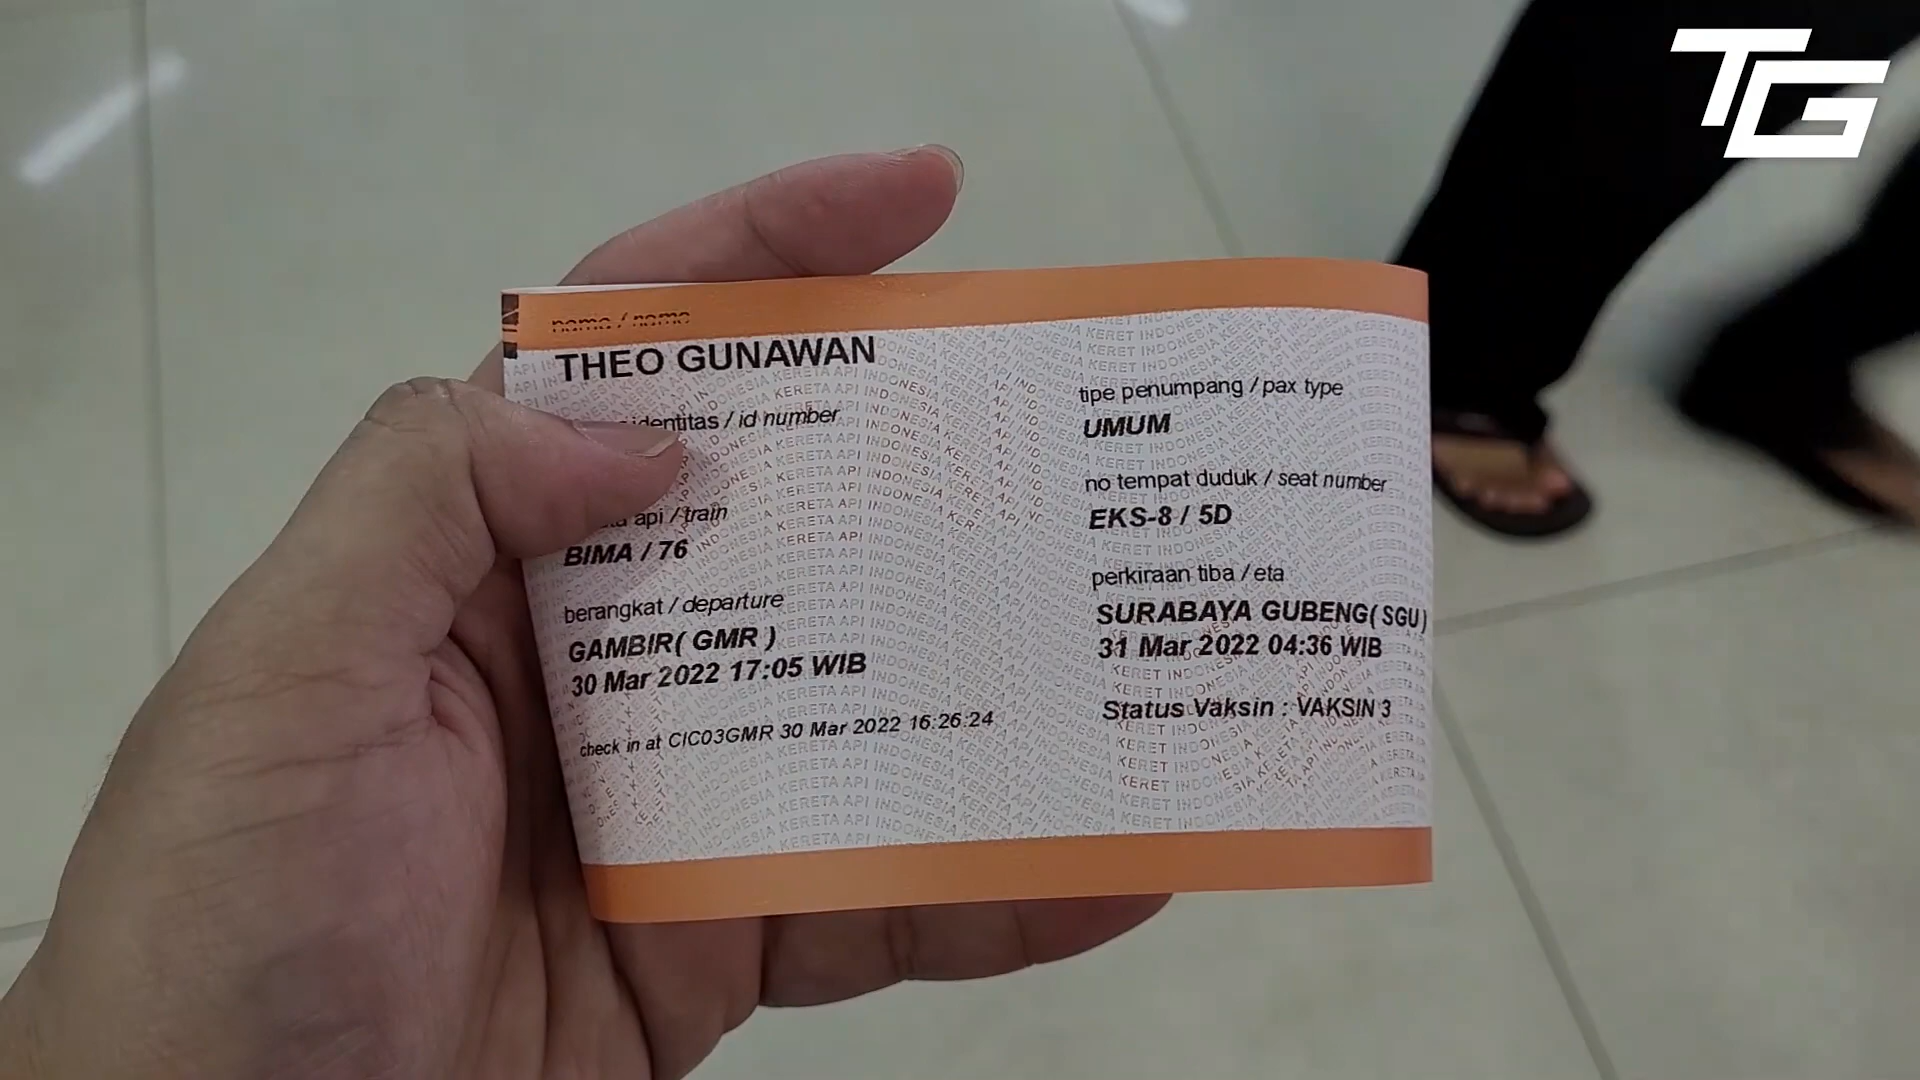 TG
nama / name
THEO GUNAWAN
identitas / id number
api / train
BIMA / 76
berangkat / departure
GAMBIR( GMR )
30 Mar 2022 17:05 WIB
check in at CIC03GMR 30 Mar 2022 16:26:24
tipe penumpang / pax type
UMUM
no tempat duduk / seat number
EKS-8 / 5D
perkiraan tiba / eta
SURABAYA GUBENG( SGU )
31 Mar 2022 04:36 WIB
Status Vaksin : VAKSIN 3
KERETA API INDONESIA